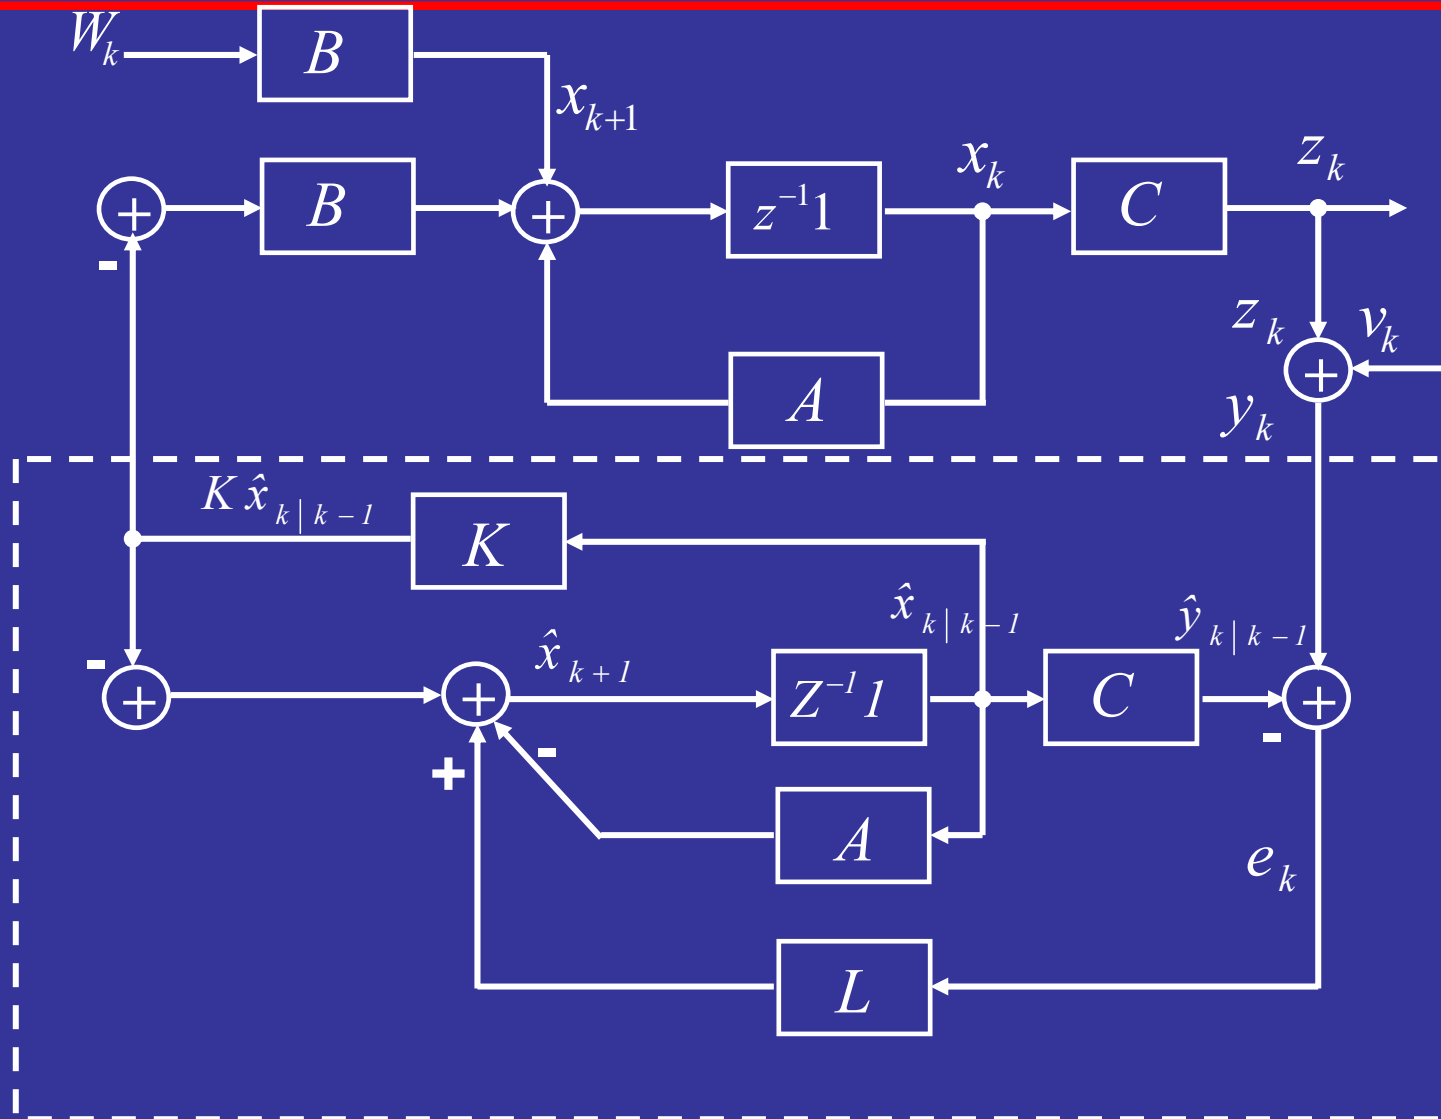 W_k
B
x_{k+1}
+
-
B
+
z^{-1}1
x_k
C
z_k
A
z_k
v_k
+
y_k
K x̂_{k|k-1}
K
x̂_{k|k-1}
ŷ_{k|k-1}
-
+
+
x̂_{k+1}
Z^{-1}1
C
+
-
+
-
A
e_k
L